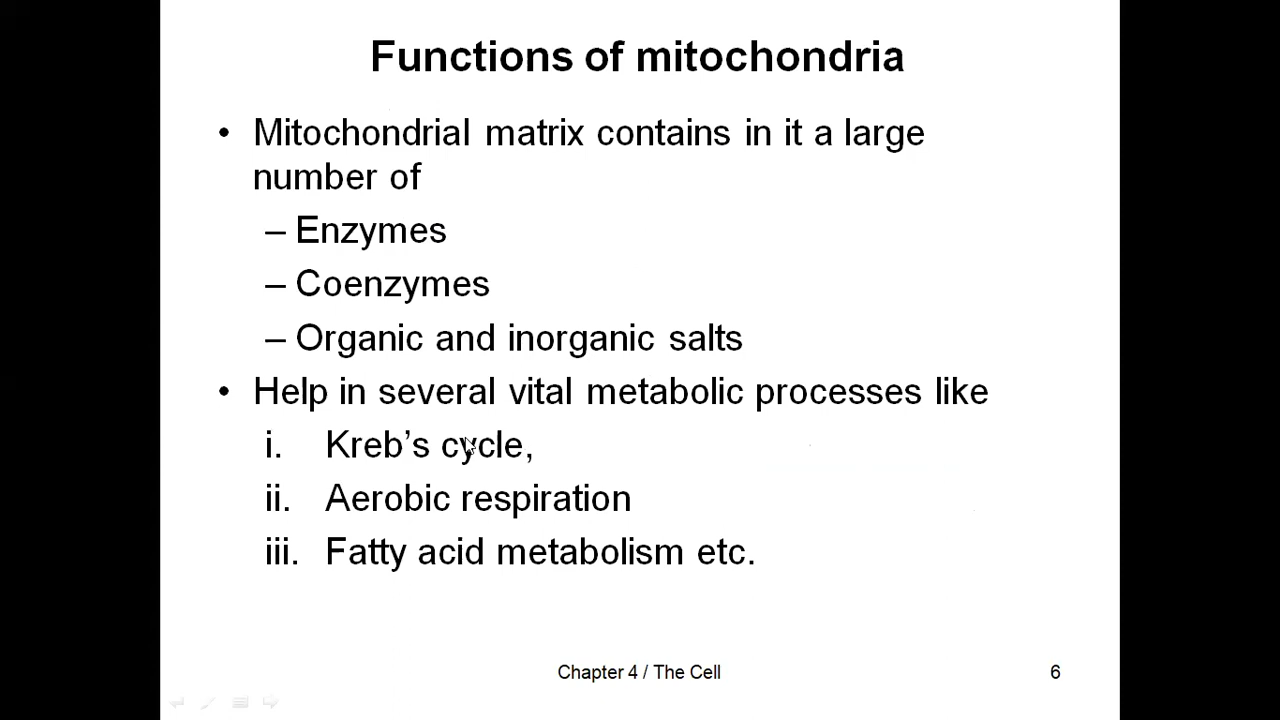 Functions of mitochondria
• Mitochondrial matrix contains in it a large
number of
– Enzymes
– Coenzymes
– Organic and inorganic salts
• Help in several vital metabolic processes like
i. Kreb’s cycle,
ii. Aerobic respiration
iii. Fatty acid metabolism etc.
Chapter 4 / The Cell
6